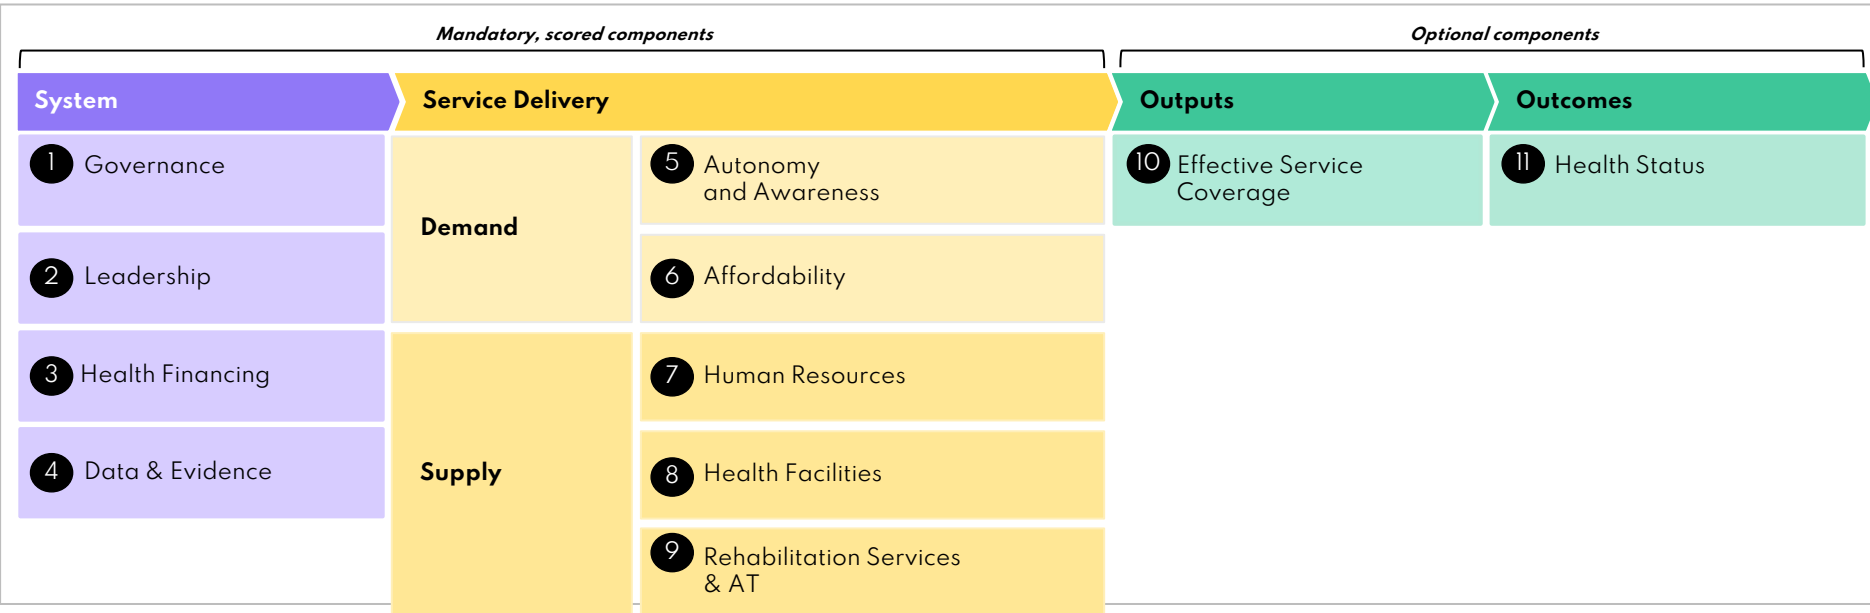 Mandatory, scored components
Optional components
System
Service Delivery
Outputs
Outcomes
1 Governance
2 Leadership
3 Health Financing
4 Data & Evidence
Demand
5 Autonomy
and Awareness
6 Affordability
Supply
7 Human Resources
8 Health Facilities
9 Rehabilitation Services
& AT
10 Effective Service
Coverage
11 Health Status